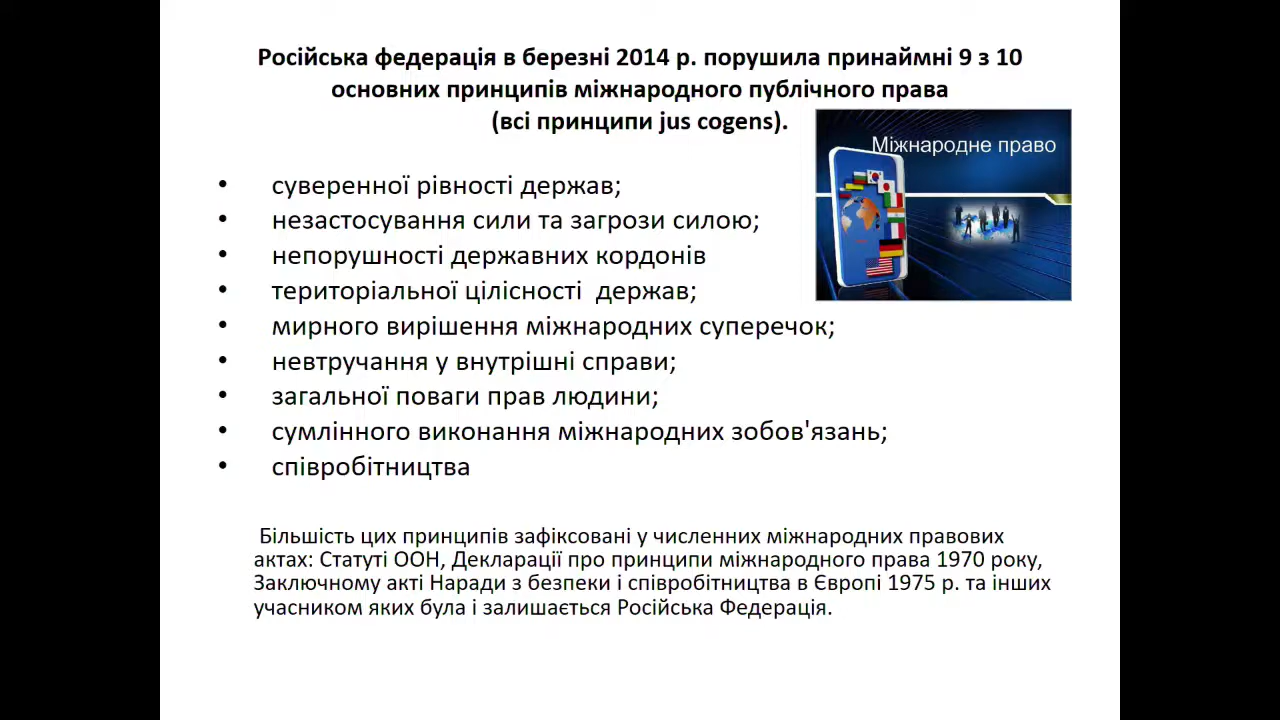 Російська федерація в березні 2014 р. порушила принаймні 9 з 10
основних принципів міжнародного публічного права
(всі принципи jus cogens).
Міжнародне право
• суверенної рівності держав;
• незастосування сили та загрози силою;
• непорушності державних кордонів
• територіальної цілісності держав;
• мирного вирішення міжнародних суперечок;
• невтручання у внутрішні справи;
• загальної поваги прав людини;
• сумлінного виконання міжнародних зобов'язань;
• співробітництва
Більшість цих принципів зафіксовані у численних міжнародних правових
актах: Статуті ООН, Декларації про принципи міжнародного права 1970 року,
Заключному акті Наради з безпеки і співробітництва в Європі 1975 р. та інших
учасником яких була і залишається Російська Федерація.